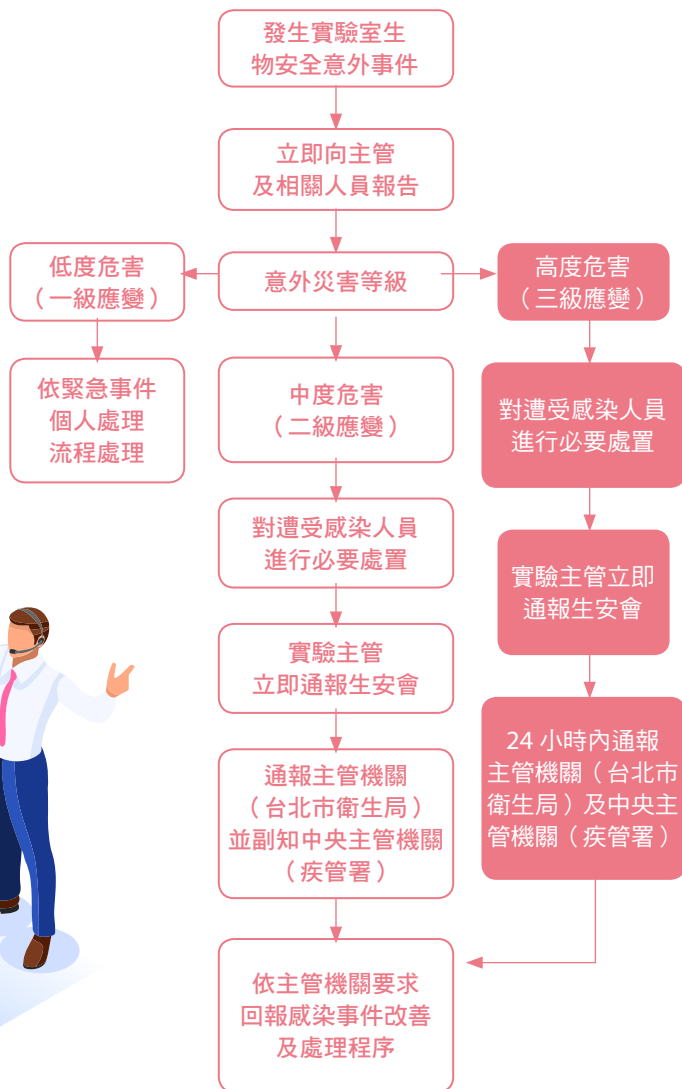 發生實驗室生
物安全意外事件
立即向主管
及相關人員報告
意外災害等級
低度危害
（一級應變）
依緊急事件
個人處理
流程處理
中度危害
（二級應變）
對遭受感染人員
進行必要處置
實驗主管
立即通報生安會
通報主管機關
（台北市衛生局）
並副知中央主管機關
（疾管署）
高度危害
（三級應變）
對遭受感染人員
進行必要處置
實驗主管立即
通報生安會
24 小時內通報
主管機關（台北市
衛生局）及中央主
管機關（疾管署）
依主管機關要求
回報感染事件改善
及處理程序